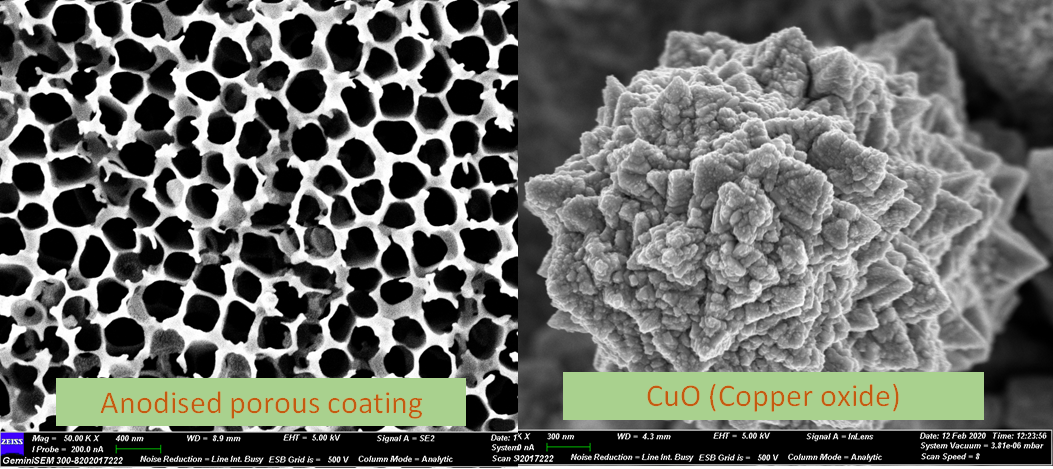 Anodised porous coating
CuO (Copper oxide)
ZEISS
Mag = 50.00 K X 400 nm WD = 8.9 mm EHT = 5.00 kV Signal A = SE2 Date: 1
I Probe = 200.0 nA
GeminiSEM 300-8202017222 Noise Reduction = Line Int. Busy ESB Grid is = 500 V Column Mode = Analytic Scan S
K X 300 nm WD = 4.3 mm EHT = 5.00 kV Signal A = InLens Date: 12 Feb 2020 Time: 12:23:56
0 nA System Vacuum = 3.81e-06 mbar
2017222 Noise Reduction = Line Int. Busy ESB Grid is = 500 V Column Mode = Analytic Scan Speed = 8